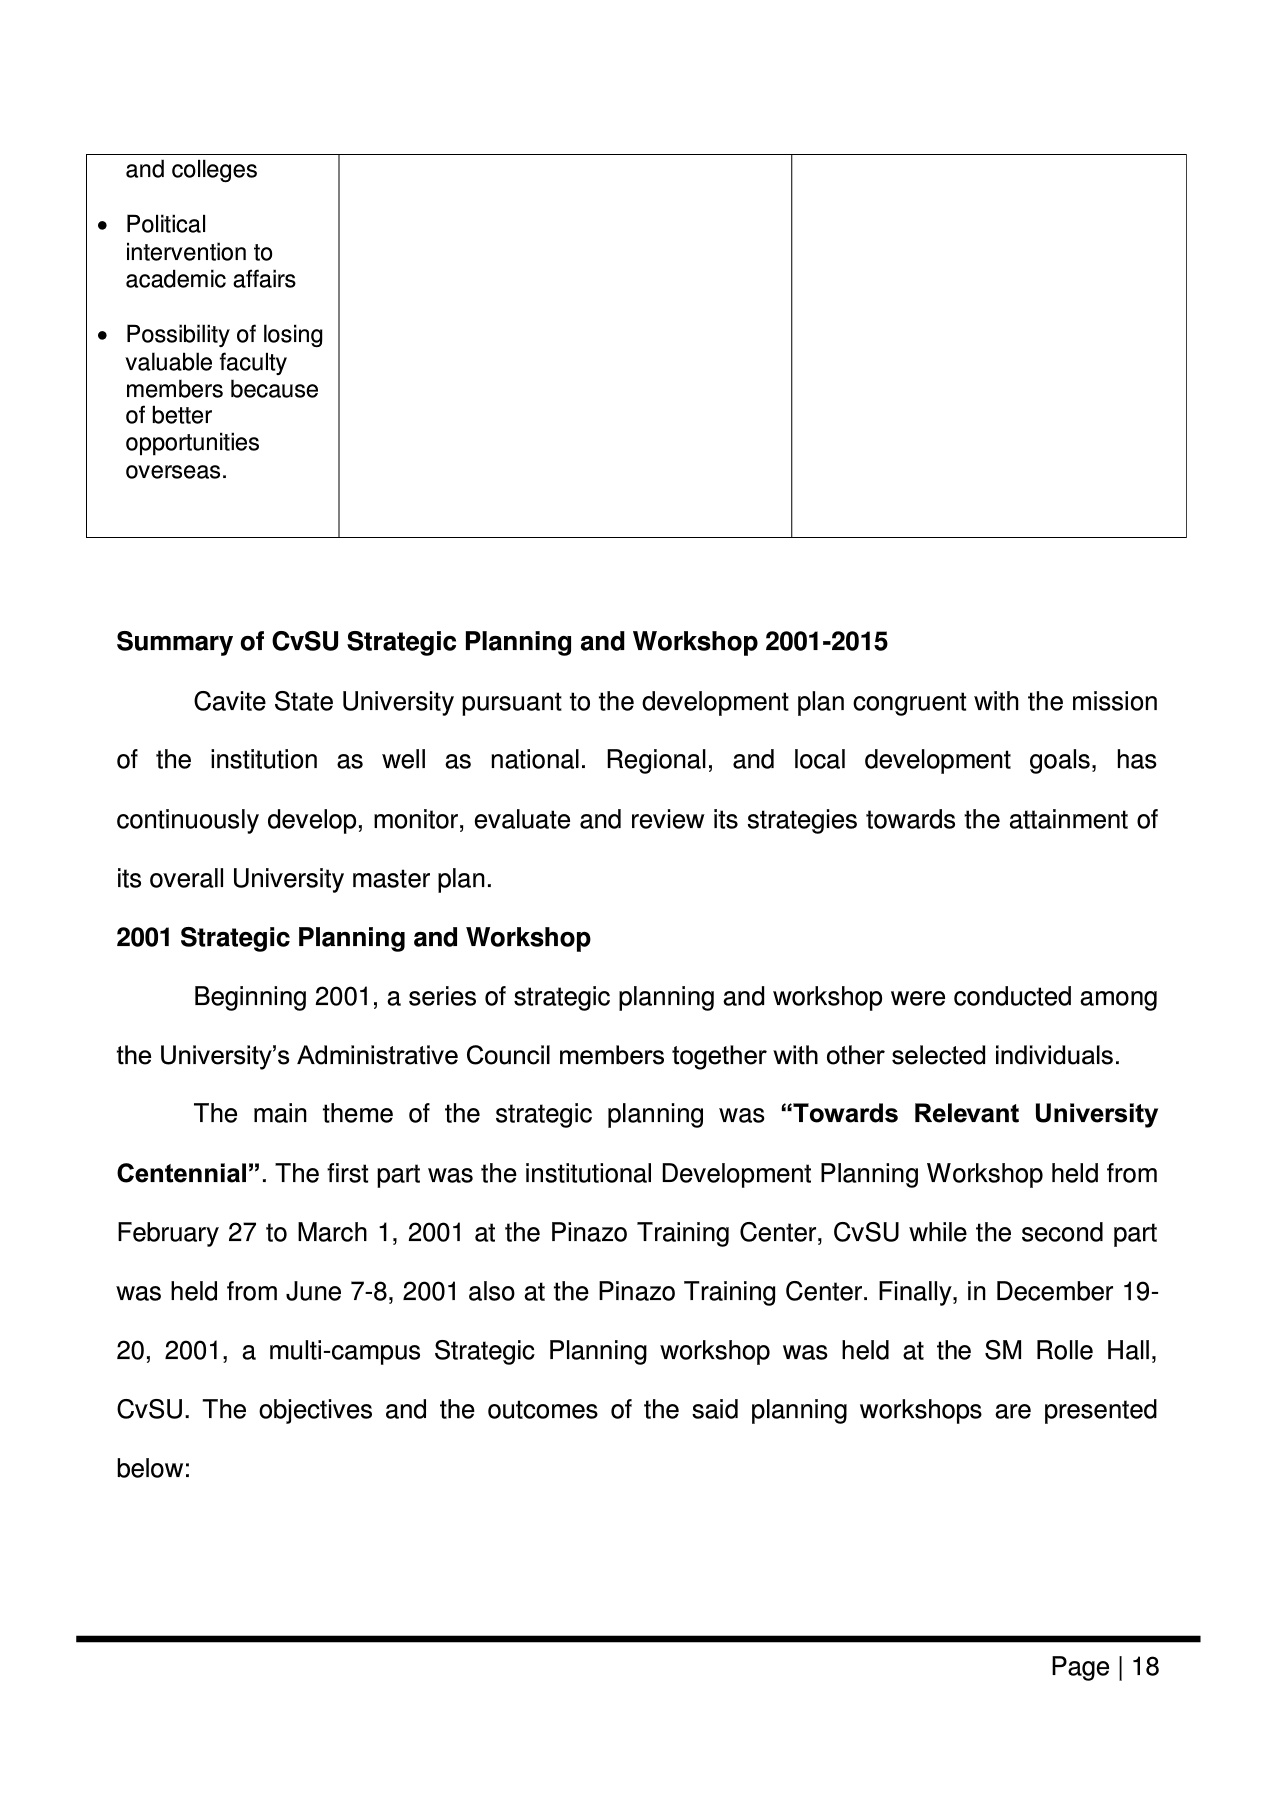 and colleges
• Political
intervention to
academic affairs
• Possibility of losing
valuable faculty
members because
of better
opportunities
overseas.
Summary of CvSU Strategic Planning and Workshop 2001-2015
Cavite State University pursuant to the development plan congruent with the mission
of the institution as well as national. Regional, and local development goals, has
continuously develop, monitor, evaluate and review its strategies towards the attainment of
its overall University master plan.
2001 Strategic Planning and Workshop
Beginning 2001, a series of strategic planning and workshop were conducted among
the University’s Administrative Council members together with other selected individuals.
The main theme of the strategic planning was “Towards Relevant University
Centennial”. The first part was the institutional Development Planning Workshop held from
February 27 to March 1, 2001 at the Pinazo Training Center, CvSU while the second part
was held from June 7-8, 2001 also at the Pinazo Training Center. Finally, in December 19-
20, 2001, a multi-campus Strategic Planning workshop was held at the SM Rolle Hall,
CvSU. The objectives and the outcomes of the said planning workshops are presented
below:
Page | 18